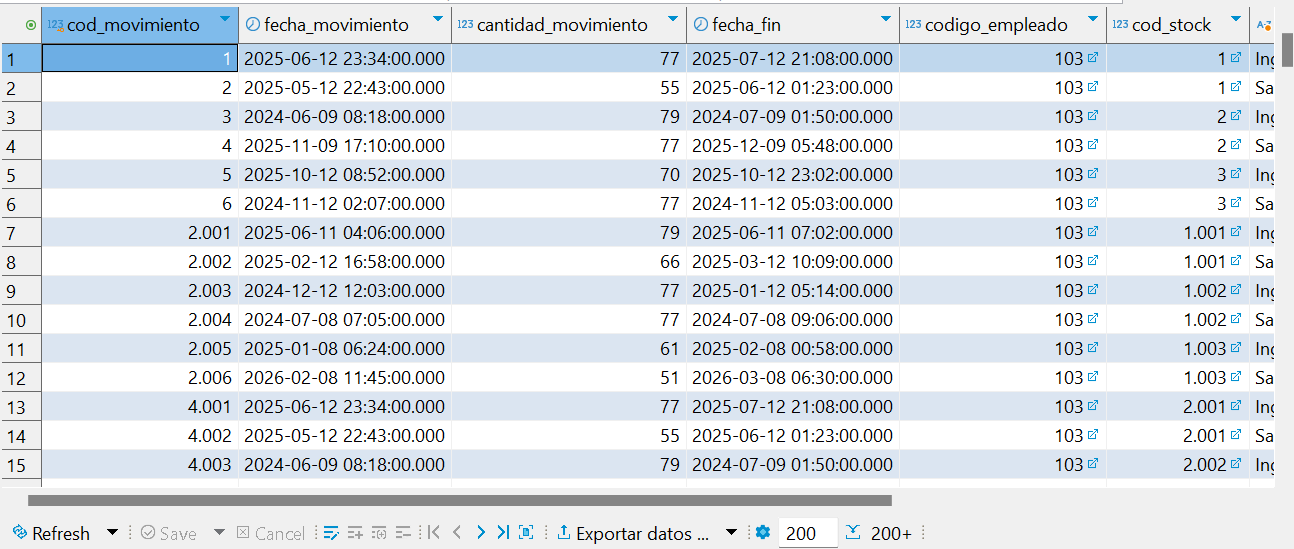 123 cod_movimiento fecha_movimiento 123 cantidad_movimiento fecha_fin 123 codigo_empleado 123 cod_stock A-Z
1 1 2025-06-12 23:34:00.000 77 2025-07-12 21:08:00.000 103 1 Ing
2 2 2025-05-12 22:43:00.000 55 2025-06-12 01:23:00.000 103 1 Sa
3 3 2024-06-09 08:18:00.000 79 2024-07-09 01:50:00.000 103 2 Ing
4 4 2025-11-09 17:10:00.000 77 2025-12-09 05:48:00.000 103 2 Sa
5 5 2025-10-12 08:52:00.000 70 2025-10-12 23:02:00.000 103 3 Ing
6 6 2024-11-12 02:07:00.000 77 2024-11-12 05:03:00.000 103 3 Sa
7 2.001 2025-06-11 04:06:00.000 79 2025-06-11 07:02:00.000 103 1.001 Ing
8 2.002 2025-02-12 16:58:00.000 66 2025-03-12 10:09:00.000 103 1.001 Sa
9 2.003 2024-12-12 12:03:00.000 77 2025-01-12 05:14:00.000 103 1.002 Ing
10 2.004 2024-07-08 07:05:00.000 77 2024-07-08 09:06:00.000 103 1.002 Sa
11 2.005 2025-01-08 06:24:00.000 61 2025-02-08 00:58:00.000 103 1.003 Ing
12 2.006 2026-02-08 11:45:00.000 51 2026-03-08 06:30:00.000 103 1.003 Sa
13 4.001 2025-06-12 23:34:00.000 77 2025-07-12 21:08:00.000 103 2.001 Ing
14 4.002 2025-05-12 22:43:00.000 55 2025-06-12 01:23:00.000 103 2.001 Sa
15 4.003 2024-06-09 08:18:00.000 79 2024-07-09 01:50:00.000 103 2.002 Ing
Refresh Save Cancel Exportar datos ... 200 200+